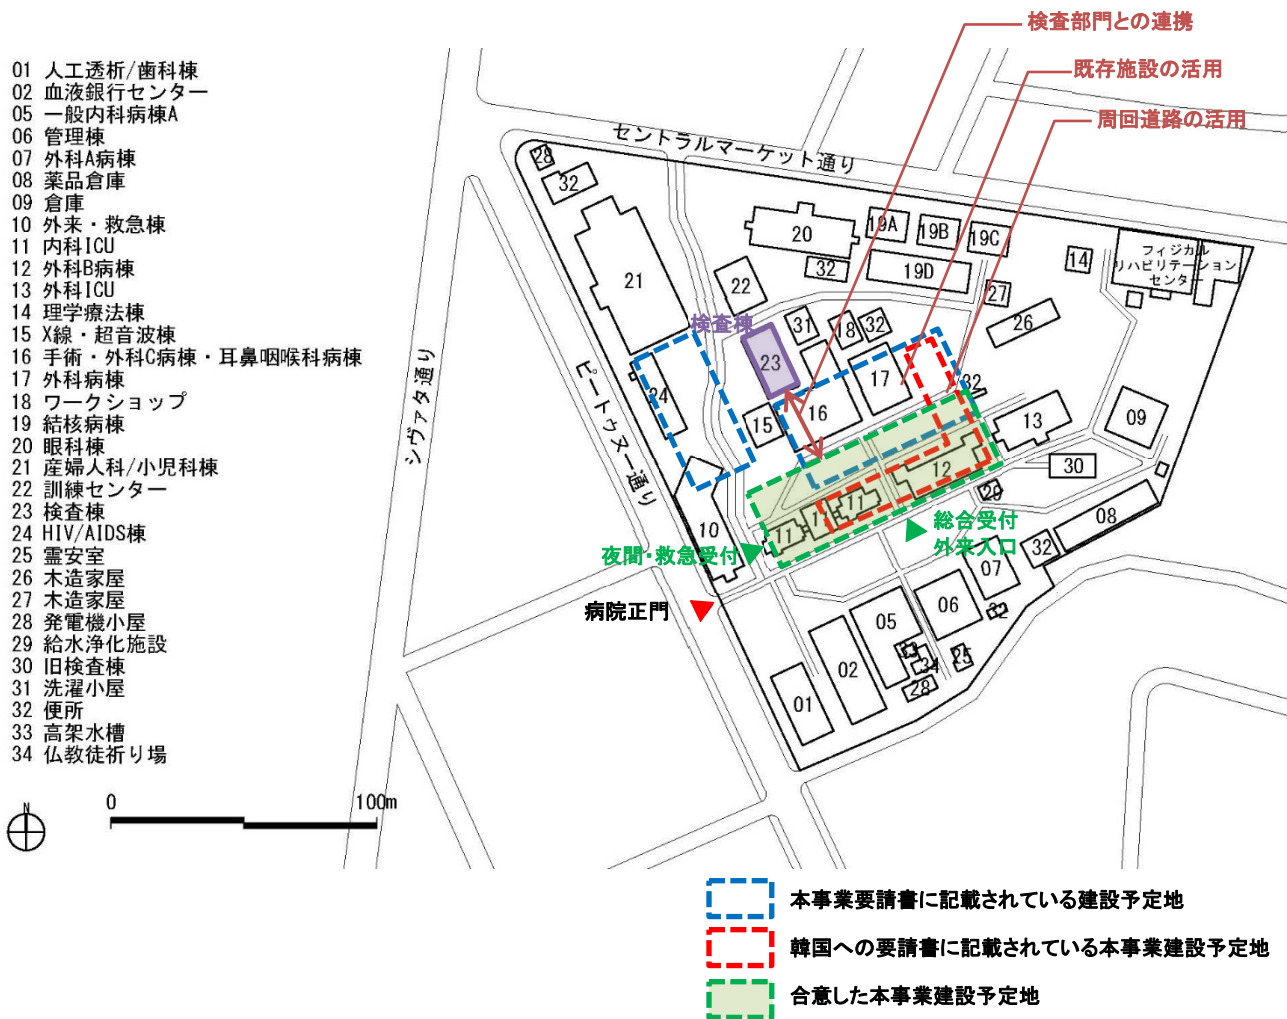 検査部門との連携
既存施設の活用
周回道路の活用
01 人工透析/歯科棟
02 血液銀行センター
05 一般内科病棟A
06 管理棟
07 外科A病棟
08 薬品倉庫
09 倉庫
10 外来・救急棟
11 内科ICU
12 外科B病棟
13 外科ICU
14 理学療法棟
15 X線・超音波棟
16 手術・外科C病棟・耳鼻咽喉科病棟
17 外科病棟
18 ワークショップ
19 結核病棟
20 眼科棟
21 産婦人科/小児科棟
22 訓練センター
23 検査棟
24 HIV/AIDS棟
25 霊安室
26 木造家屋
27 木造家屋
28 発電機小屋
29 給水浄化施設
30 旧検査棟
31 洗濯小屋
32 便所
33 高架水槽
34 仏教徒祈り場
セントラルマーケット通り
シヴァタ通り
ピートゥヌー通り
28
32
21
20
19A
19B
19C
19D
32
22
14
フィジカル
リハビリテーション
センター
27
26
検査棟
23
31
18
32
24
15
16
17
32
13
09
30
12
11
11
11
29
10
08
夜間・救急受付
総合受付
外来入口
病院正門
32
07
06
05
32
02
01
33
34
25
28
N
0
100m
本事業要請書に記載されている建設予定地
韓国への要請書に記載されている本事業建設予定地
合意した本事業建設予定地